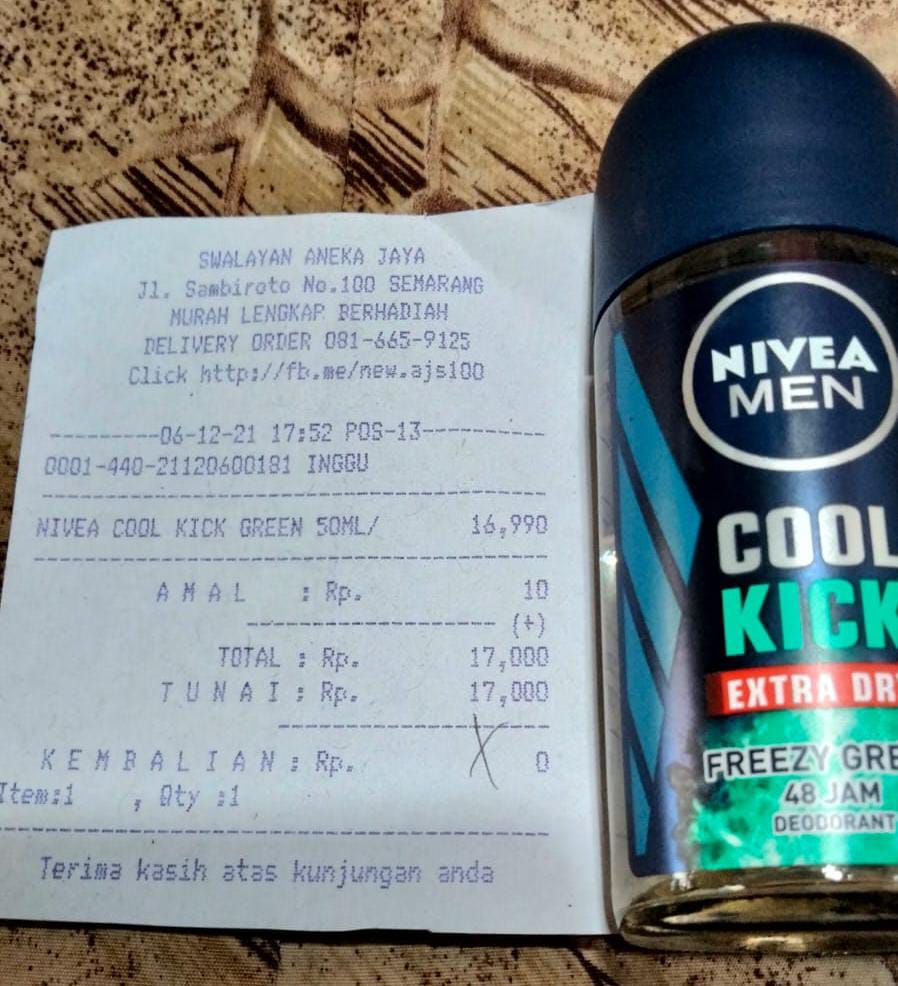 SWALAYAN ANEKA JAYA
Jl. Sambiroto No.100 SEMARANG
MURAH LENGKAP BERHADIAH
DELIVERY ORDER 081-665-9125
Click http://fb.me/new.ajs100
---------06-12-21 17:52 POS-13----------
0001-440-21120600181 INGGU
NIVEA COOL KICK GREEN 50ML/ 16,990
A M A L : Rp. 10
(+)
TOTAL : Rp. 17,000
T U N A I : Rp. 17,000
K E M B A L I A N : Rp. 0
Item:1 , Qty :1
Terima kasih atas kunjungan anda
NIVEA
MEN
COOL
KICK
EXTRA DR
FREEZY GRE
48 JAM
DEODORANT